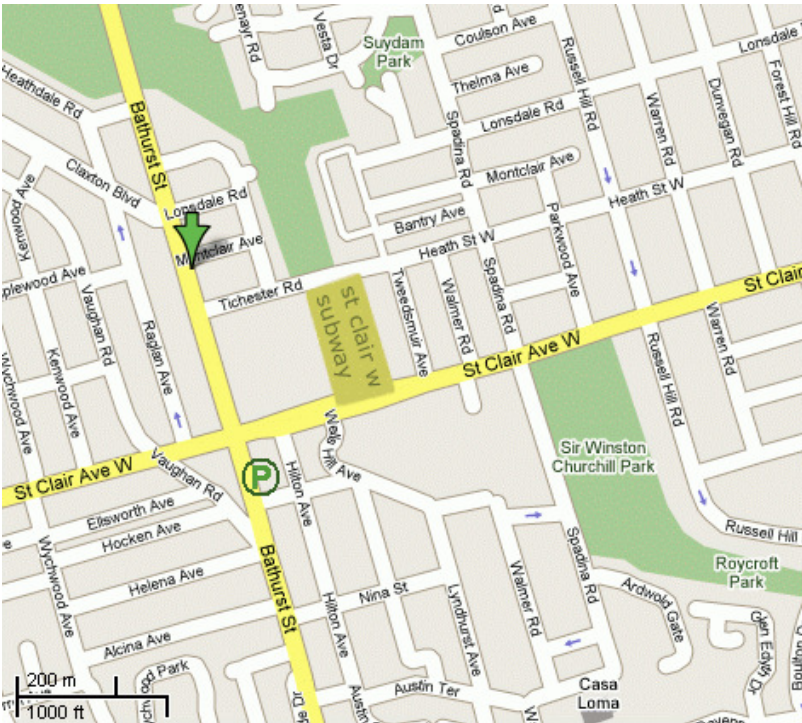 Vesta Dr
Suydam
Park
Coulson Ave
Lonsdale
Heathdale Rd
Thelma Ave
Russell Hill Rd
Forest Hill Rd
Bathurst St
Spadina Rd
Lonsdale Rd
Warren Rd
Dunvegan Rd
Claxton Blvd
Montclair Ave
Kenwood Ave
Lonsdale Rd
Bantry Ave
Parkwood Ave
Heath St W
Montclair Ave
Heath St W
Vaughan Rd
Tichester Rd
st clair w
subway
Tweedsmuir Ave
Walmer Rd
Spadina Rd
St Clair
Raglan Ave
Warren Rd
Wychwood Ave
Kenwood Ave
St Clair Ave W
Russell Hill Rd
Wells Hill Ave
Sir Winston
Churchill Park
St Clair Ave W
Vaughan Rd
P
Hilton Ave
Ellsworth Ave
Hocken Ave
Russell Hill
Wychwood Ave
Helena Ave
Bathurst St
Nina St
Spadina Rd
Walmer Rd
Roycroft
Park
Ardwold Gate
Hilton Ave
Lyndhurst Ave
Glen Edyth Dr
Alcina Ave
200 m
1000 ft
Austin Ter
Austin
Casa
Loma